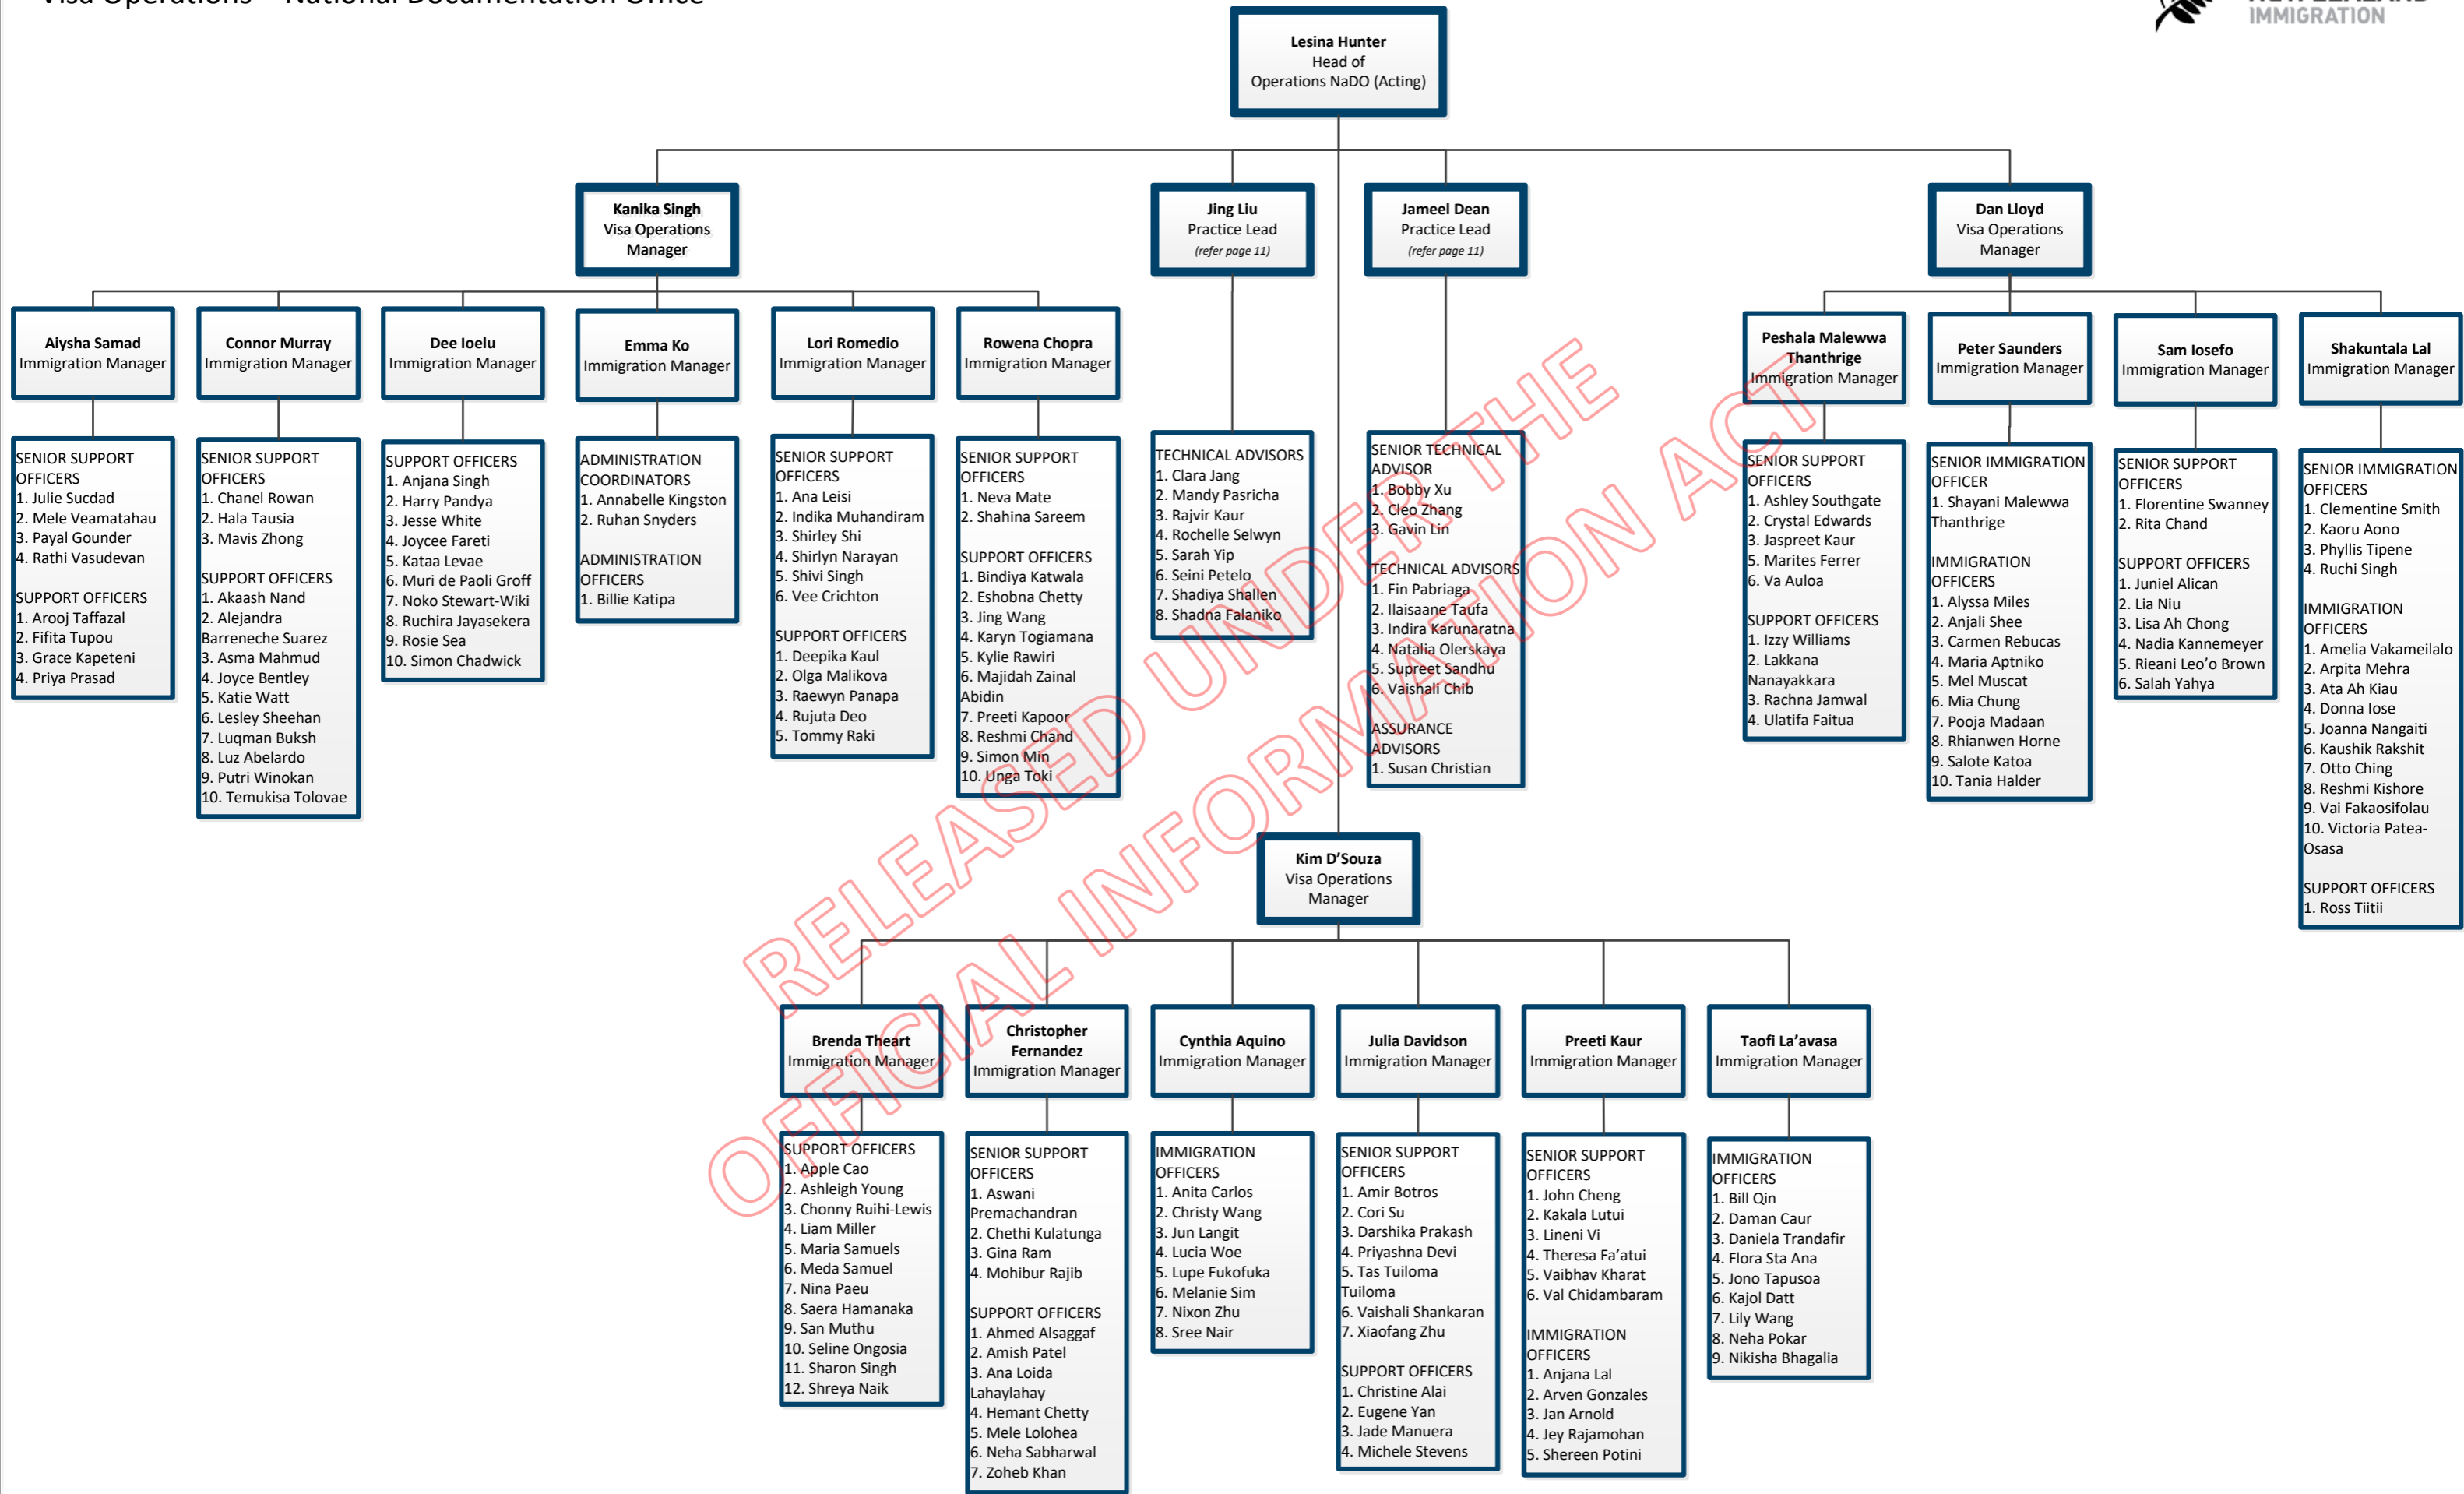 Visa Operations – National Documentation Office
IMMIGRATION
Lesina Hunter
Head of
Operations NaDO (Acting)
Kanika Singh
Visa Operations
Manager
Jing Liu
Practice Lead
(refer page 11)
Jameel Dean
Practice Lead
(refer page 11)
Dan Lloyd
Visa Operations
Manager
Aiysha Samad
Immigration Manager
Connor Murray
Immigration Manager
Dee Ioelu
Immigration Manager
Emma Ko
Immigration Manager
Lori Romedio
Immigration Manager
Rowena Chopra
Immigration Manager
Peshala Malewwa
Thanthrige
Immigration Manager
Peter Saunders
Immigration Manager
Sam Iosefo
Immigration Manager
Shakuntala Lal
Immigration Manager
SENIOR SUPPORT
OFFICERS
1. Julie Sucdad
2. Mele Veamatahau
3. Payal Gounder
4. Rathi Vasudevan
SUPPORT OFFICERS
1. Arooj Taffazal
2. Fifita Tupou
3. Grace Kapeteni
4. Priya Prasad
SENIOR SUPPORT
OFFICERS
1. Chanel Rowan
2. Hala Tausia
3. Mavis Zhong
SUPPORT OFFICERS
1. Akaash Nand
2. Alejandra
Barreneche Suarez
3. Asma Mahmud
4. Joyce Bentley
5. Katie Watt
6. Lesley Sheehan
7. Luqman Buksh
8. Luz Abelardo
9. Putri Winokan
10. Temukisa Tolovae
SUPPORT OFFICERS
1. Anjana Singh
2. Harry Pandya
3. Jesse White
4. Joycee Fareti
5. Kataa Levae
6. Muri de Paoli Groff
7. Noko Stewart-Wiki
8. Ruchira Jayasekera
9. Rosie Sea
10. Simon Chadwick
ADMINISTRATION
COORDINATORS
1. Annabelle Kingston
2. Ruhan Snyders
ADMINISTRATION
OFFICERS
1. Billie Katipa
SENIOR SUPPORT
OFFICERS
1. Ana Leisi
2. Indika Muhandiram
3. Shirley Shi
4. Shirlyn Narayan
5. Shivi Singh
6. Vee Crichton
SUPPORT OFFICERS
1. Deepika Kaul
2. Olga Malikova
3. Raewyn Panapa
4. Rujuta Deo
5. Tommy Raki
SENIOR SUPPORT
OFFICERS
1. Neva Mate
2. Shahina Sareem
SUPPORT OFFICERS
1. Bindiya Katwala
2. Eshobna Chetty
3. Jing Wang
4. Karyn Togiamana
5. Kylie Rawiri
6. Majidah Zainal
Abidin
7. Preeti Kapoor
8. Reshmi Chand
9. Simon Min
10. Unga Toki
TECHNICAL ADVISORS
1. Clara Jang
2. Mandy Pasricha
3. Rajvir Kaur
4. Rochelle Selwyn
5. Sarah Yip
6. Seini Petelo
7. Shadiya Shallen
8. Shadna Falaniko
SENIOR TECHNICAL
ADVISOR
1. Bobby Xu
2. Cleo Zhang
3. Gavin Lin
TECHNICAL ADVISORS
1. Fin Pabriaga
2. Ilaisaane Taufa
3. Indira Karunaratna
4. Natalia Olerskaya
5. Supreet Sandhu
6. Vaishali Chib
ASSURANCE
ADVISORS
1. Susan Christian
SENIOR SUPPORT
OFFICERS
1. Ashley Southgate
2. Crystal Edwards
3. Jaspreet Kaur
5. Marites Ferrer
6. Va Auloa
SUPPORT OFFICERS
1. Izzy Williams
2. Lakkana
Nanayakkara
3. Rachna Jamwal
4. Ulatifa Faitua
SENIOR IMMIGRATION
OFFICER
1. Shayani Malewwa
Thanthrige
IMMIGRATION
OFFICERS
1. Alyssa Miles
2. Anjali Shee
3. Carmen Rebucas
4. Maria Aptniko
5. Mel Muscat
6. Mia Chung
7. Pooja Madaan
8. Rhianwen Horne
9. Salote Katoa
10. Tania Halder
SENIOR SUPPORT
OFFICERS
1. Florentine Swanney
2. Rita Chand
SUPPORT OFFICERS
1. Juniel Alican
2. Lia Niu
3. Lisa Ah Chong
4. Nadia Kannemeyer
5. Rieani Leo’o Brown
6. Salah Yahya
SENIOR IMMIGRATION
OFFICERS
1. Clementine Smith
2. Kaoru Aono
3. Phyllis Tipene
4. Ruchi Singh
IMMIGRATION
OFFICERS
1. Amelia Vakameilalo
2. Arpita Mehra
3. Ata Ah Kiau
4. Donna Iose
5. Joanna Nangaiti
6. Kaushik Rakshit
7. Otto Ching
8. Reshmi Kishore
9. Vai Fakaosifolau
10. Victoria Patea-
Osasa
SUPPORT OFFICERS
1. Ross Tiitii
RELEASED UNDER THE
OFFICIAL INFORMATION ACT
Kim D’Souza
Visa Operations
Manager
Brenda Theart
Immigration Manager
Christopher
Fernandez
Immigration Manager
Cynthia Aquino
Immigration Manager
Julia Davidson
Immigration Manager
Preeti Kaur
Immigration Manager
Taofi La’avasa
Immigration Manager
SUPPORT OFFICERS
1. Apple Cao
2. Ashleigh Young
3. Chonny Ruihi-Lewis
4. Liam Miller
5. Maria Samuels
6. Meda Samuel
7. Nina Paeu
8. Saera Hamanaka
9. San Muthu
10. Seline Ongosia
11. Sharon Singh
12. Shreya Naik
SENIOR SUPPORT
OFFICERS
1. Aswani
Premachandran
2. Chethi Kulatunga
3. Gina Ram
4. Mohibur Rajib
SUPPORT OFFICERS
1. Ahmed Alsaggaf
2. Amish Patel
3. Ana Loida
Lahaylahay
4. Hemant Chetty
5. Mele Lolohea
6. Neha Sabharwal
7. Zoheb Khan
IMMIGRATION
OFFICERS
1. Anita Carlos
2. Christy Wang
3. Jun Langit
4. Lucia Woe
5. Lupe Fukofuka
6. Melanie Sim
7. Nixon Zhu
8. Sree Nair
SENIOR SUPPORT
OFFICERS
1. Amir Botros
2. Cori Su
3. Darshika Prakash
4. Priyashna Devi
5. Tas Tuiloma
Tuiloma
6. Vaishali Shankaran
7. Xiaofang Zhu
SUPPORT OFFICERS
1. Christine Alai
2. Eugene Yan
3. Jade Manuera
4. Michele Stevens
SENIOR SUPPORT
OFFICERS
1. John Cheng
2. Kakala Lutui
3. Lineni Vi
4. Theresa Fa’atui
5. Vaibhav Kharat
6. Val Chidambaram
IMMIGRATION
OFFICERS
1. Anjana Lal
2. Arven Gonzales
3. Jan Arnold
4. Jey Rajamohan
5. Shereen Potini
IMMIGRATION
OFFICERS
1. Bill Qin
2. Daman Caur
3. Daniela Trandafir
4. Flora Sta Ana
5. Jono Tapusoa
6. Kajol Datt
7. Lily Wang
8. Neha Pokar
9. Nikisha Bhagalia